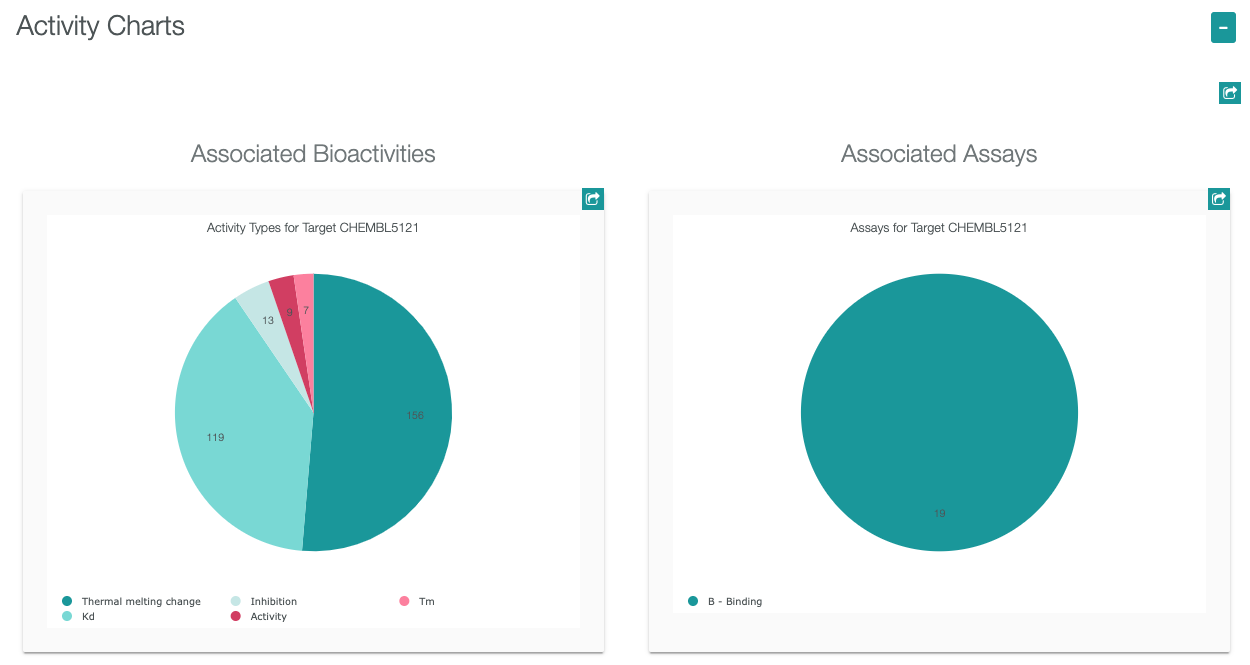 Activity Charts
Associated Bioactivities
Associated Assays
Activity Types for Target CHEMBL5121
7
9
13
156
119
Thermal melting change
Inhibition
Tm
Kd
Activity
Assays for Target CHEMBL5121
19
B - Binding